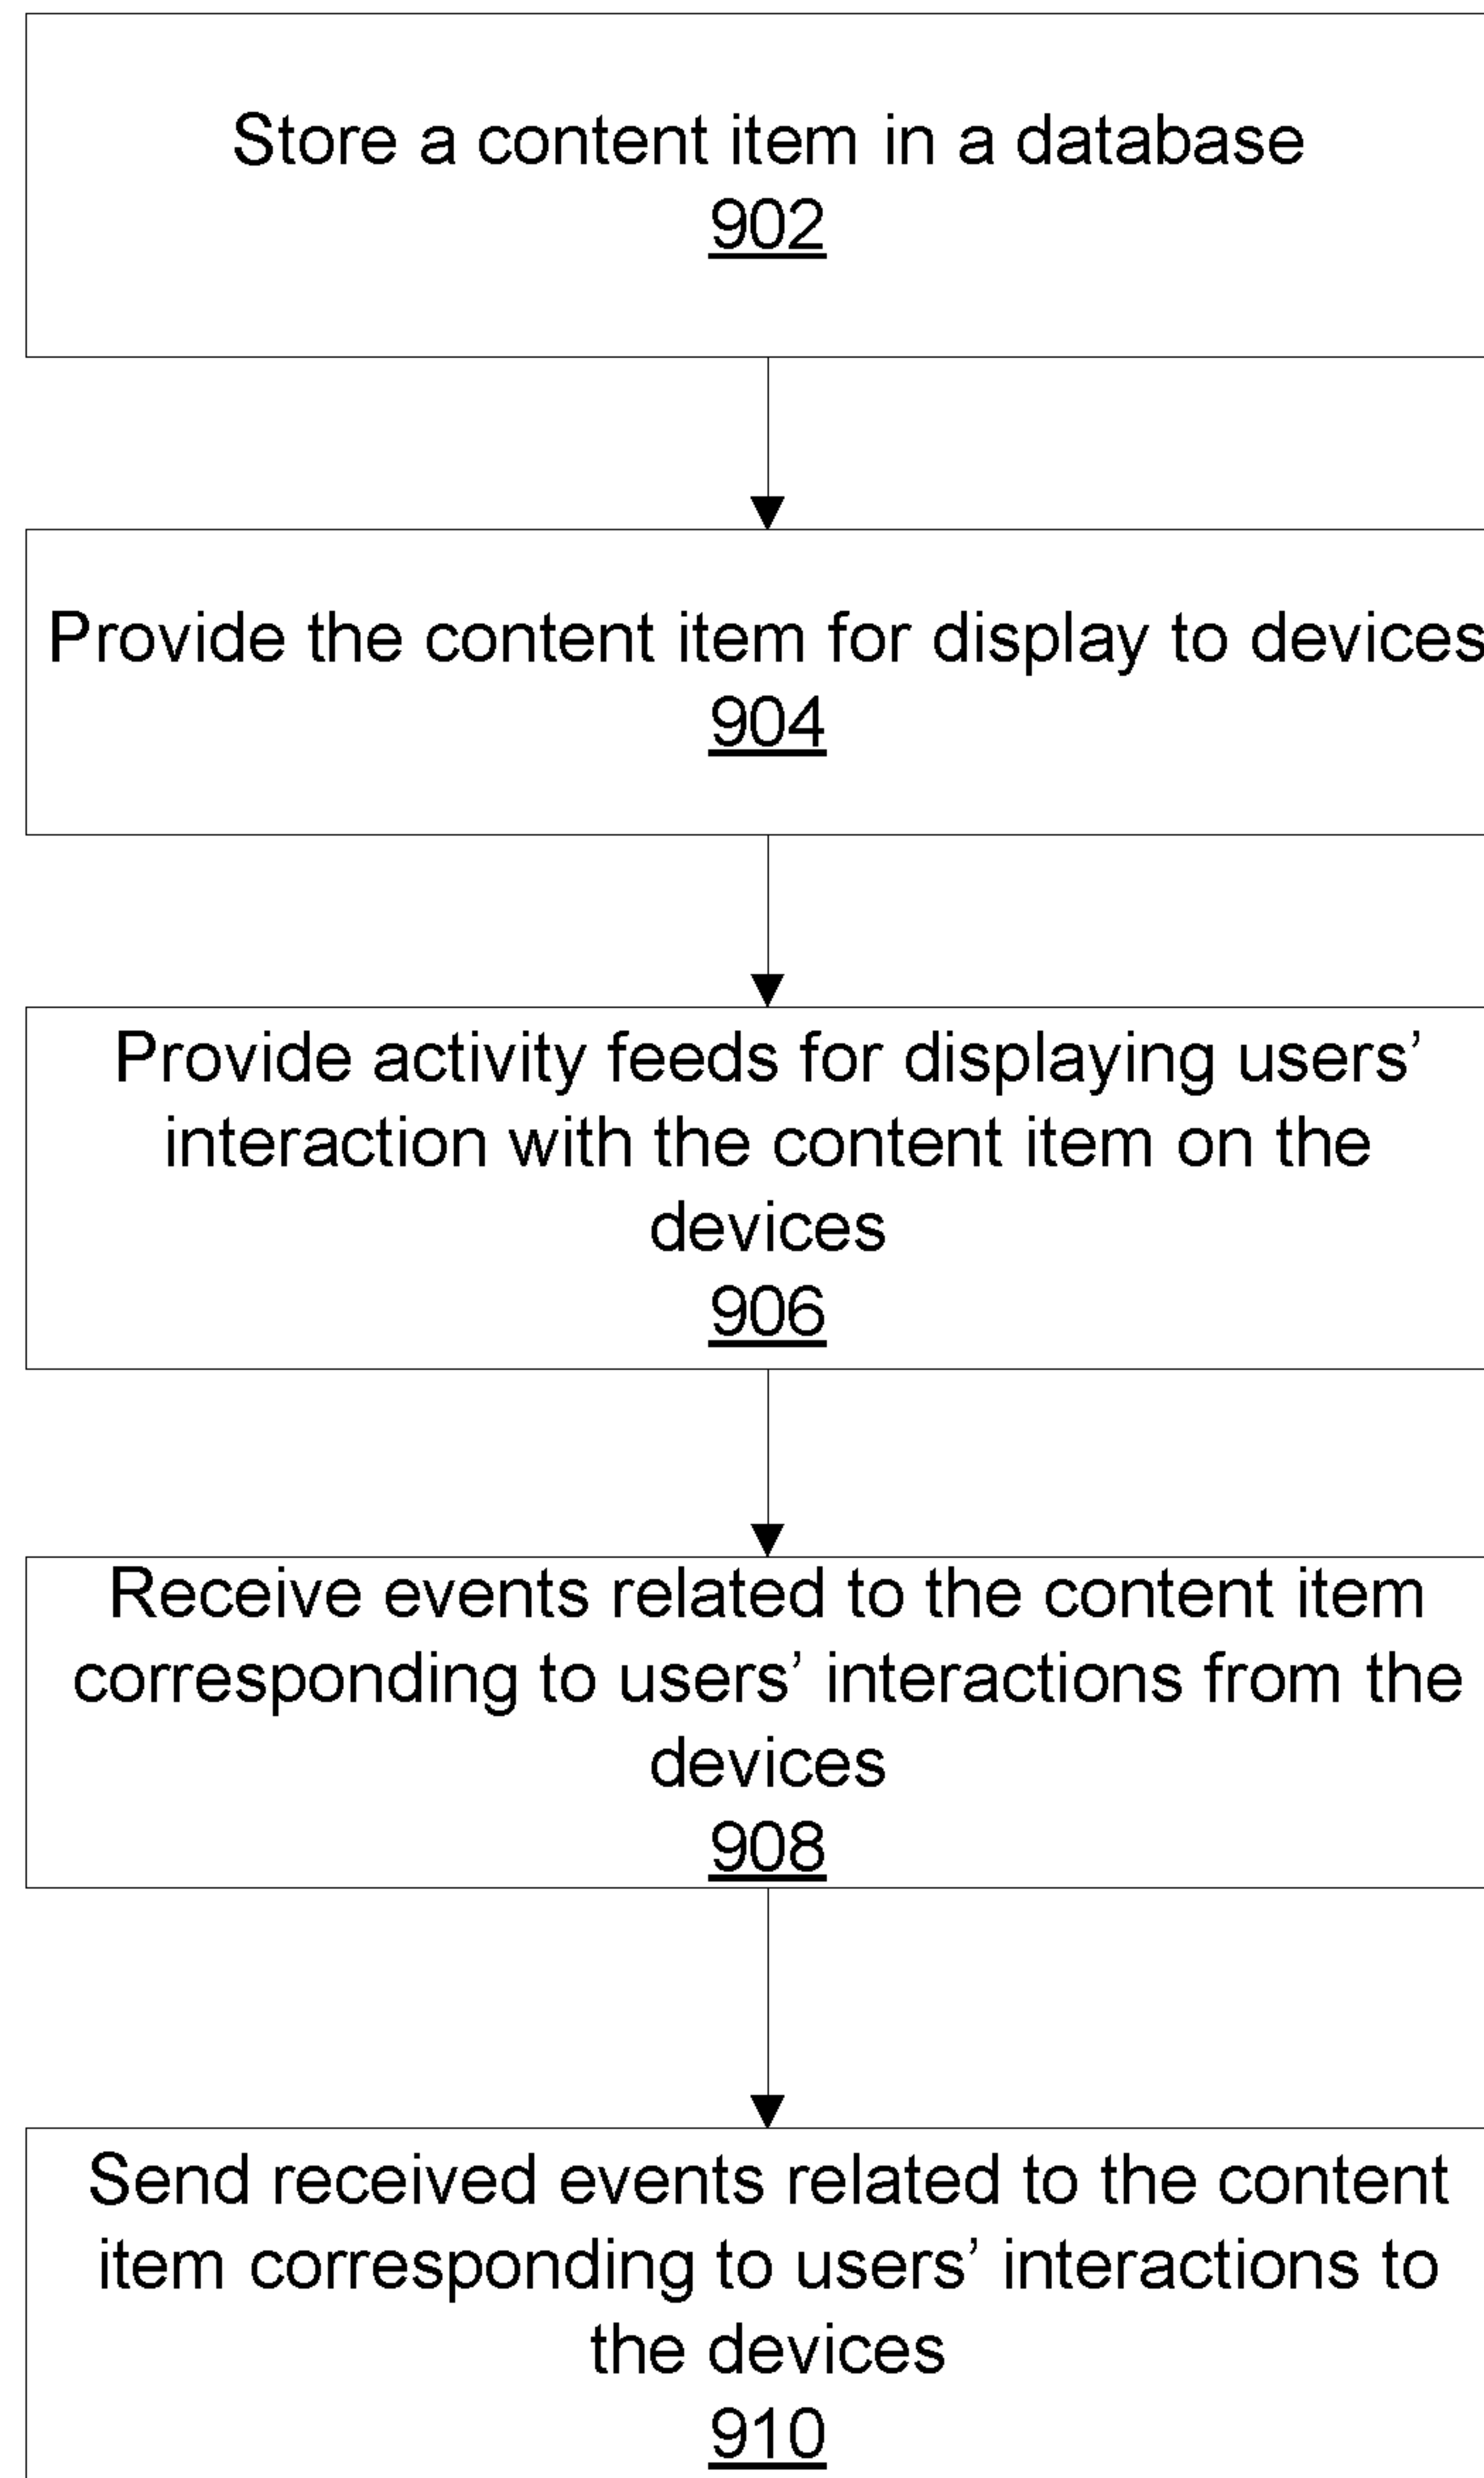 Store a content item in a database
902
Provide the content item for display to devices
904
Provide activity feeds for displaying users’
interaction with the content item on the
devices
906
Receive events related to the content item
corresponding to users’ interactions from the
devices
908
Send received events related to the content
item corresponding to users’ interactions to
the devices
910